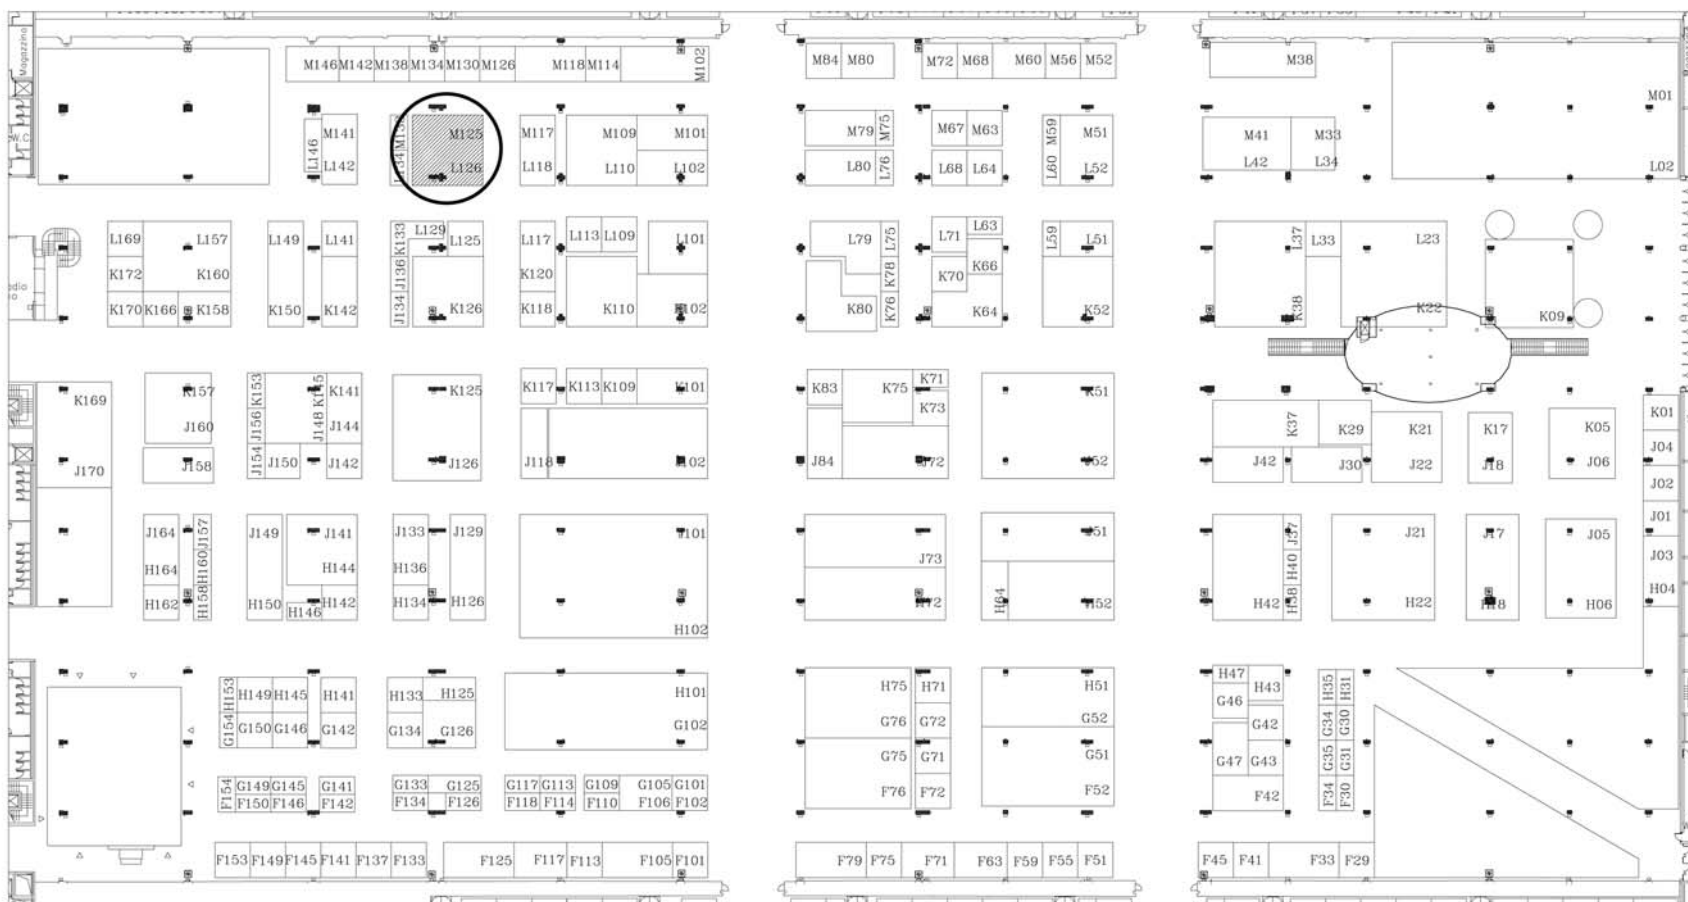 Magazzino
M146 M142 M138 M134 M130 M126 M118 M114 M102
M84 M80 M72 M68 M60 M56 M52
M38
M01
W.C.
L146 M141 L142
M125 L126
M117 L118 M109 L110 M101 L102
M79 M75 L80 L76 M67 M63 L68 L64 M59 L60 M51 L52
M41 L42 M33 L34 L02
L169 L157 L149 L141 K133 L129 L125 L117 L113 L109 L101
L79 L75 L71 L63 L59 L51
L37 L33 L23
K172 K160 J136 K120 K78 K70 K66
K170 K166 K158 K150 K142 J134 K126 K118 K110 K102
K80 K76 K64 K52
K38 K22 K09
K169 K157 K153 K145 K141 K125 K117 K113 K109 K101
K83 K75 K71 K73 K51
K37 K29 K21 K17 K05 K01
J160 J156 J148 J144
J170 J158 J154 J150 J142 J126 J118 J102
J84 J72 J52
J42 J30 J22 J18 J06 J04
J02
J164 J157 J149 J141 J133 J129 J101
J73 J51
J37 J21 J17 J05 J01
J03
H164 H160 H144 H136 H40
H162 H158 H150 H146 H142 H134 H126 H102
H72 H64 H52
H42 H38 H22 H18 H06 H04
H153 H149 H145 H141 H133 H125 H101
H75 H71 H51
H47 H43 H35 H31
G154 G150 G146 G142 G134 G126 G102
G76 G72 G52
G46 G42 G34 G30
G75 G71 G51
G47 G43 G35 G31
F154 G149 G145 G141 G133 G125 G117 G113 G109 G105 G101
F150 F146 F142 F134 F126 F118 F114 F110 F106 F102
F76 F72 F52
F42 F34 F30
F153 F149 F145 F141 F137 F133 F125 F117 F113 F105 F101
F79 F75 F71 F63 F59 F55 F51
F45 F41 F33 F29